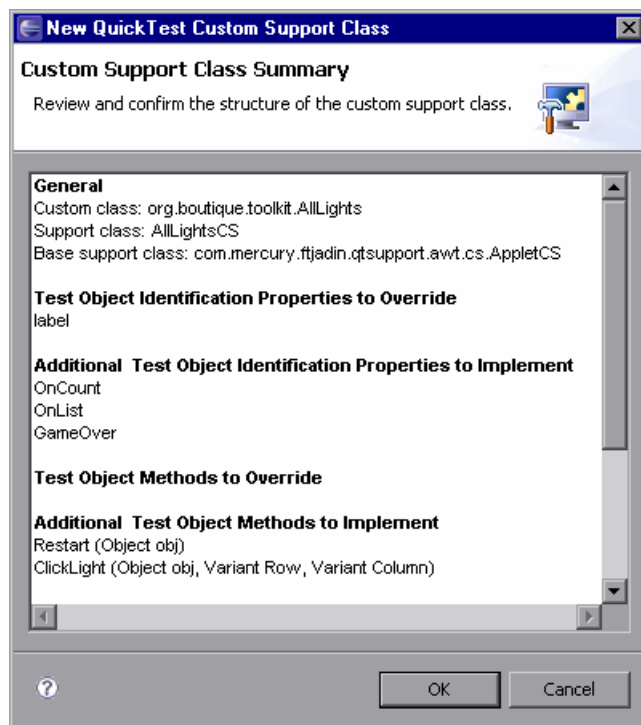 New QuickTest Custom Support Class
Custom Support Class Summary
Review and confirm the structure of the custom support class.
General
Custom class: org.boutique.toolkit.AllLights
Support class: AllLightsCS
Base support class: com.mercury.ftjadin.qtsupport.awt.cs.AppletCS
Test Object Identification Properties to Override
label
Additional Test Object Identification Properties to Implement
OnCount
OnList
GameOver
Test Object Methods to Override
Additional Test Object Methods to Implement
Restart (Object obj)
ClickLight (Object obj, Variant Row, Variant Column)
?
OK
Cancel